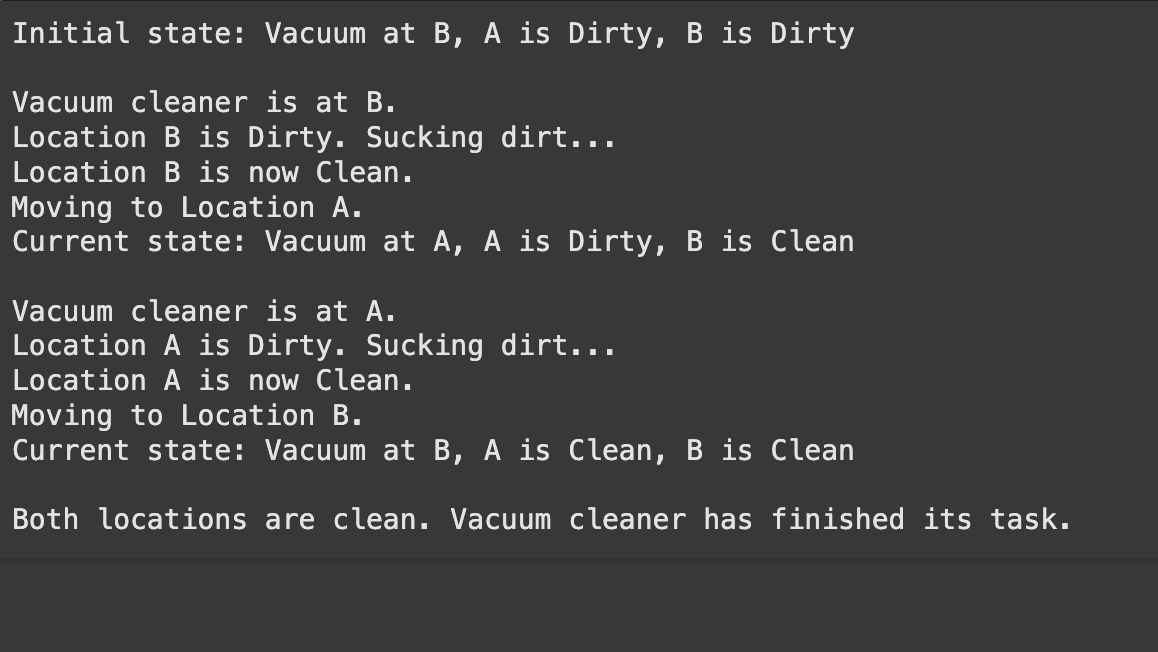 Initial state: Vacuum at B, A is Dirty, B is Dirty
Vacuum cleaner is at B.
Location B is Dirty. Sucking dirt...
Location B is now Clean.
Moving to Location A.
Current state: Vacuum at A, A is Dirty, B is Clean
Vacuum cleaner is at A.
Location A is Dirty. Sucking dirt...
Location A is now Clean.
Moving to Location B.
Current state: Vacuum at B, A is Clean, B is Clean
Both locations are clean. Vacuum cleaner has finished its task.